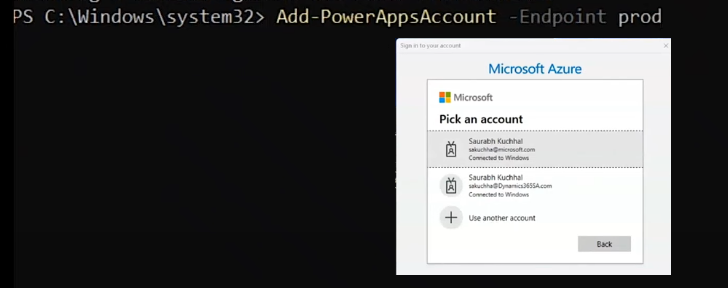 PS C:\Windows\system32> Add-PowerAppsAccount -Endpoint prod
Sign in to your account
Microsoft Azure
Microsoft
Pick an account
Saurabh Kuchhal
sakuchha@microsoft.com
Connected to Windows
Saurabh Kuchhal
sakuchha@Dynamics365SA.com
Connected to Windows
Use another account
Back